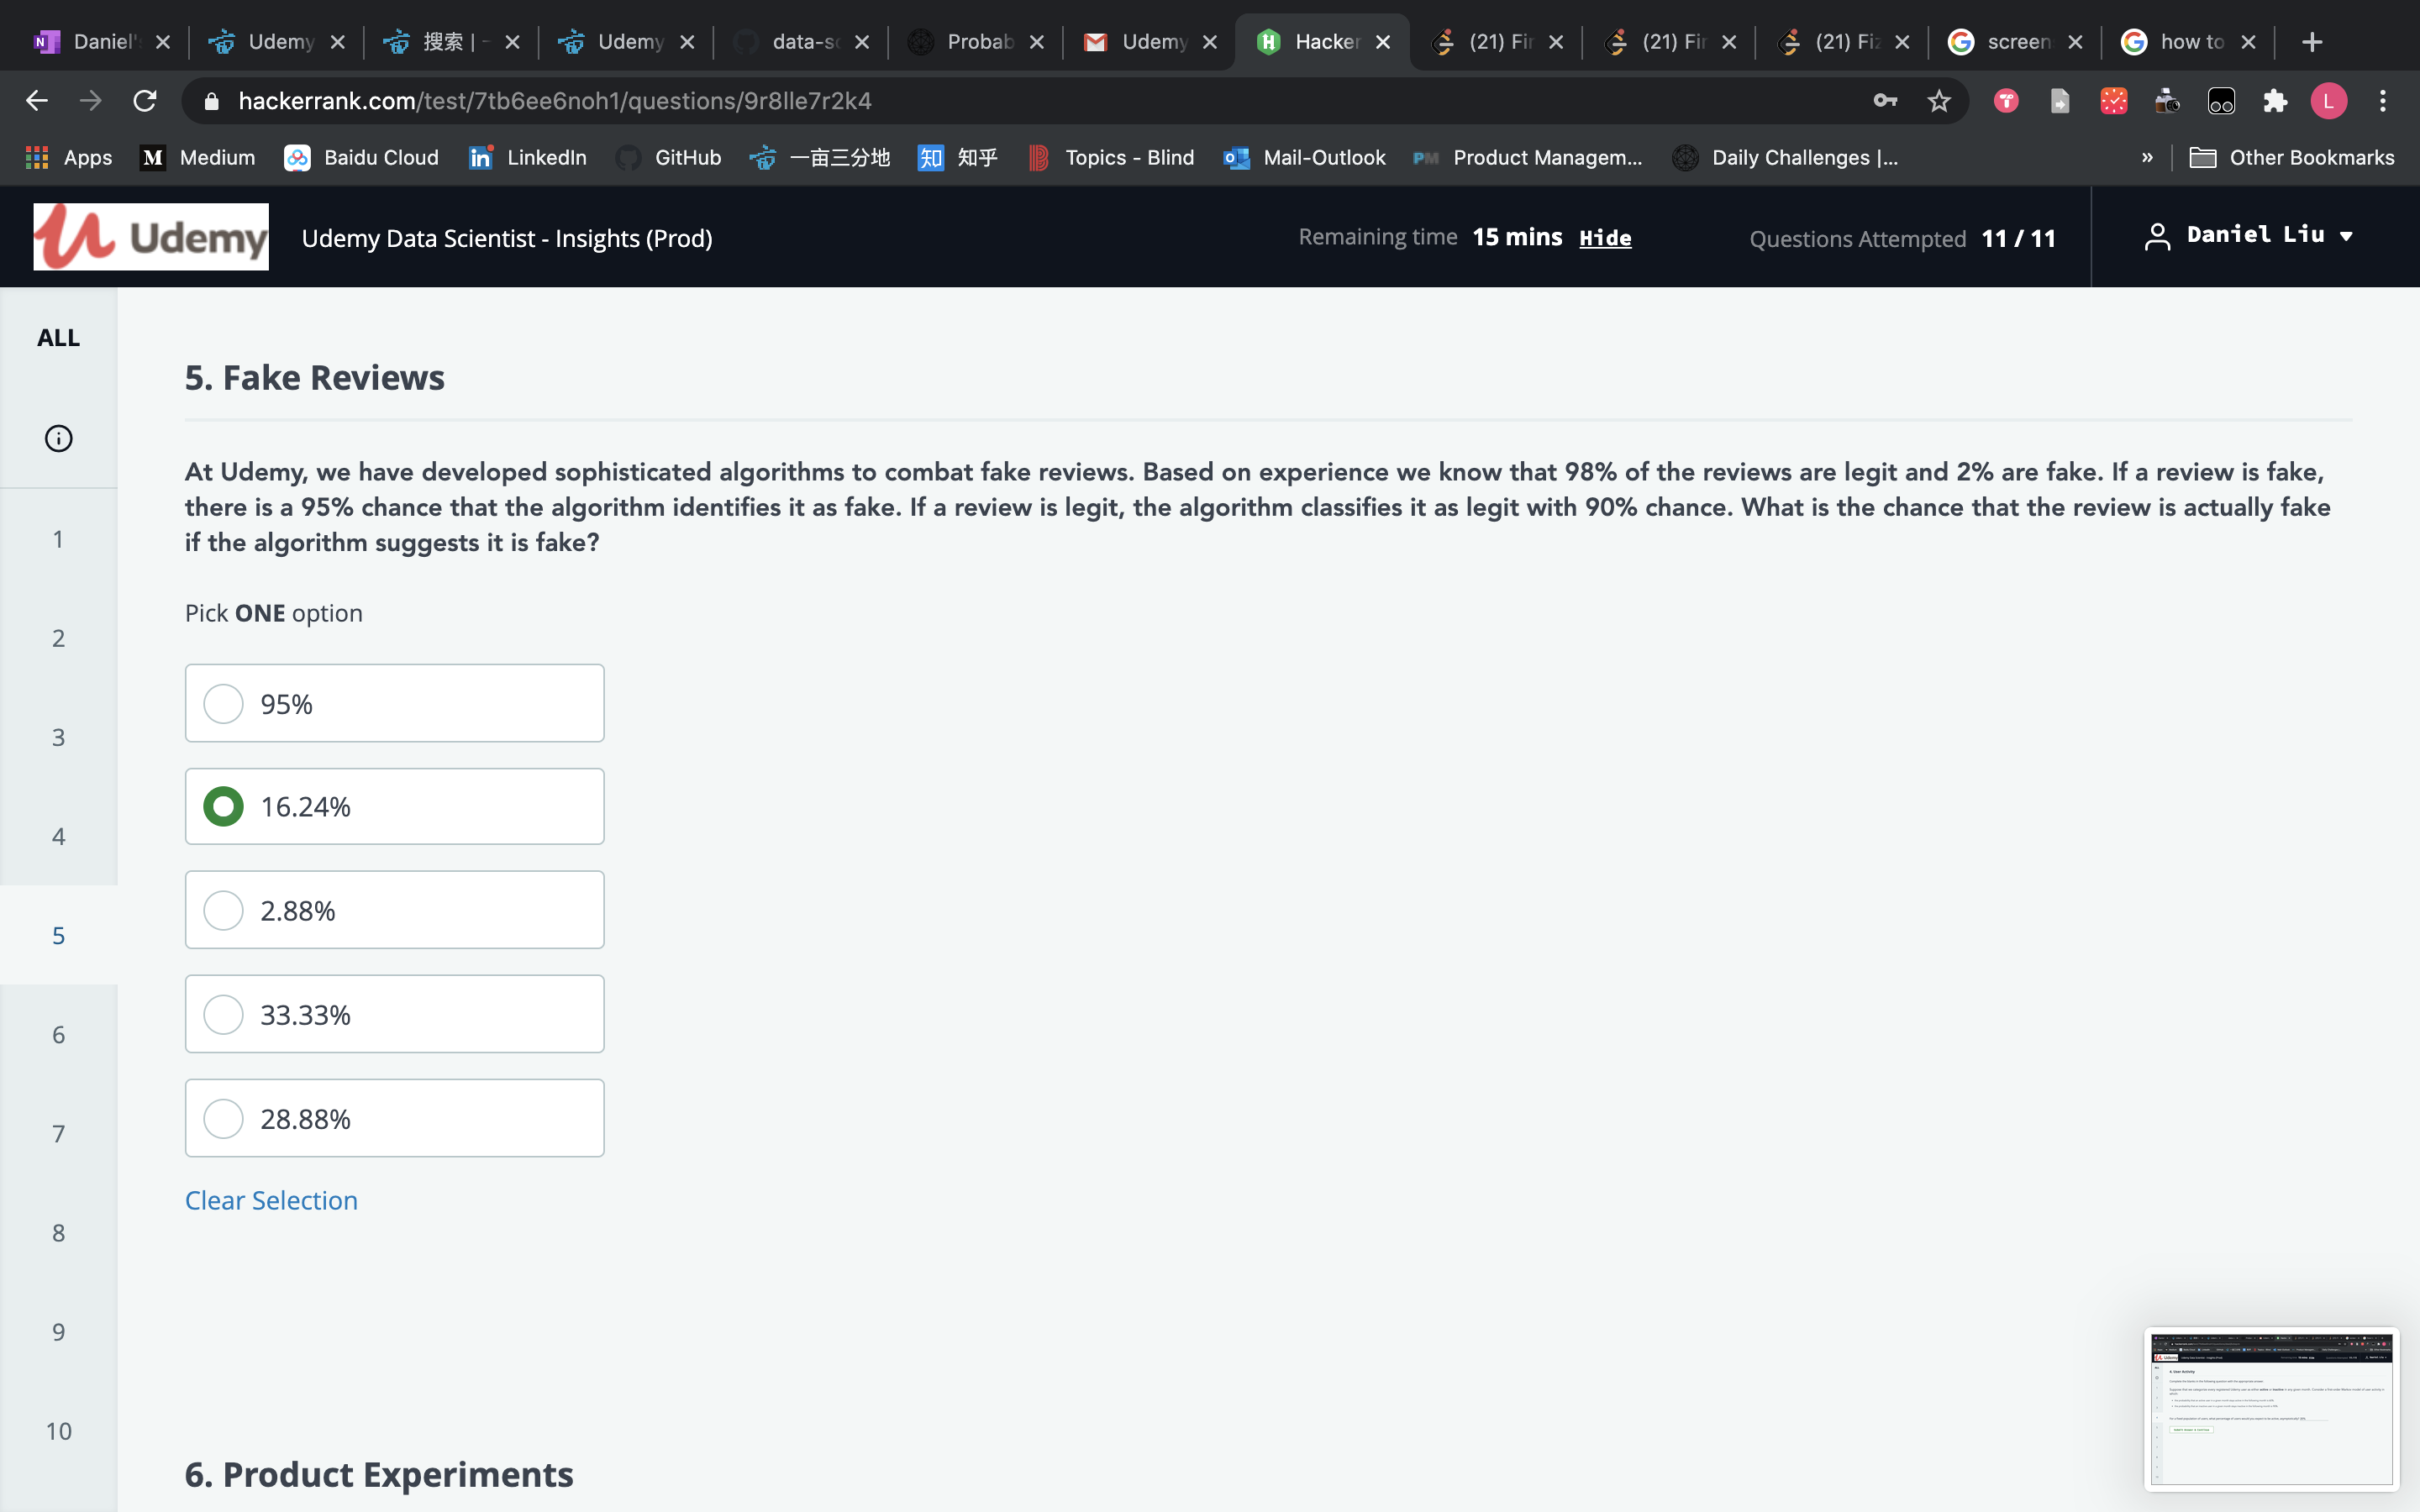 Daniel's
Udemy
搜索 | -
Udemy
data-sc
Probab
Udemy
Hacker
(21) Fir
(21) Fir
(21) Fiz
screen
how to
hackerrank.com/test/7tb6ee6noh1/questions/9r8lle7r2k4
L
Apps
Medium
Baidu Cloud
LinkedIn
GitHub
一亩三分地
知 知乎
Topics - Blind
Mail-Outlook
PM Product Managem...
Daily Challenges |...
»
Other Bookmarks
Udemy
Udemy Data Scientist - Insights (Prod)
Remaining time 15 mins Hide
Questions Attempted 11 / 11
Daniel Liu
ALL
1
2
3
4
5
6
7
8
9
10
5. Fake Reviews
At Udemy, we have developed sophisticated algorithms to combat fake reviews. Based on experience we know that 98% of the reviews are legit and 2% are fake. If a review is fake,
there is a 95% chance that the algorithm identifies it as fake. If a review is legit, the algorithm classifies it as legit with 90% chance. What is the chance that the review is actually fake
if the algorithm suggests it is fake?
Pick ONE option
95%
16.24%
2.88%
33.33%
28.88%
Clear Selection
6. Product Experiments